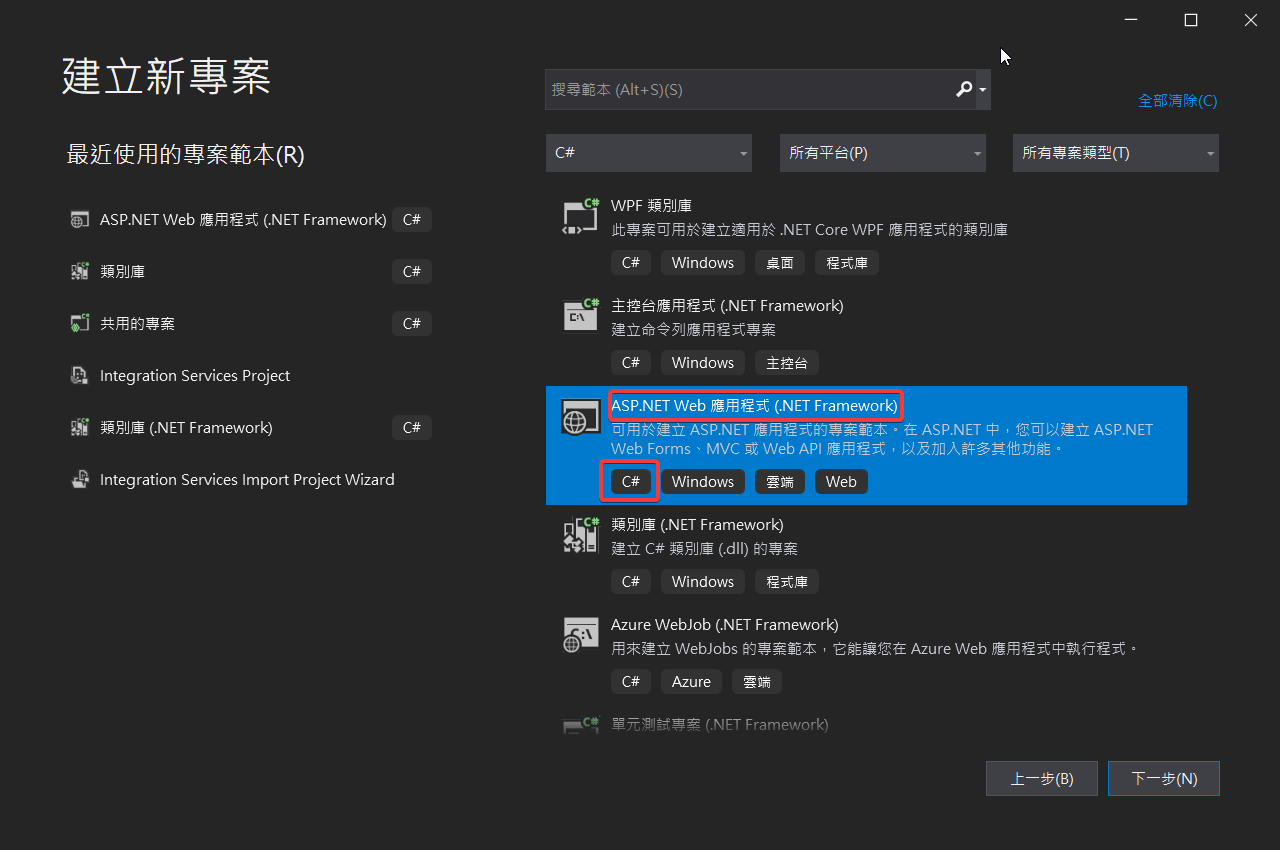 建立新專案
最近使用的專案範本(R)
ASP.NET Web 應用程式 (.NET Framework) C#
類別庫 C#
共用的專案 C#
Integration Services Project
類別庫 (.NET Framework) C#
Integration Services Import Project Wizard
搜尋範本 (Alt+S)(S)
全部清除(C)
C# 所有平台(P) 所有專案類型(T)
C#
WPF 類別庫
此專案可用於建立適用於 .NET Core WPF 應用程式的類別庫
C# Windows 桌面 程式庫
C#
主控台應用程式 (.NET Framework)
建立命令列應用程式專案
C# Windows 主控台
ASP.NET Web 應用程式 (.NET Framework)
可用於建立 ASP.NET 應用程式的專案範本。在 ASP.NET 中，您可以建立 ASP.NET
Web Forms、MVC 或 Web API 應用程式，以及加入許多其他功能。
C# Windows 雲端 Web
C#
類別庫 (.NET Framework)
建立 C# 類別庫 (.dll) 的專案
C# Windows 程式庫
Azure WebJob (.NET Framework)
用來建立 WebJobs 的專案範本，它能讓您在 Azure Web 應用程式中執行程式。
C# Azure 雲端
C#
單元測試專案 (.NET Framework)
上一步(B) 下一步(N)